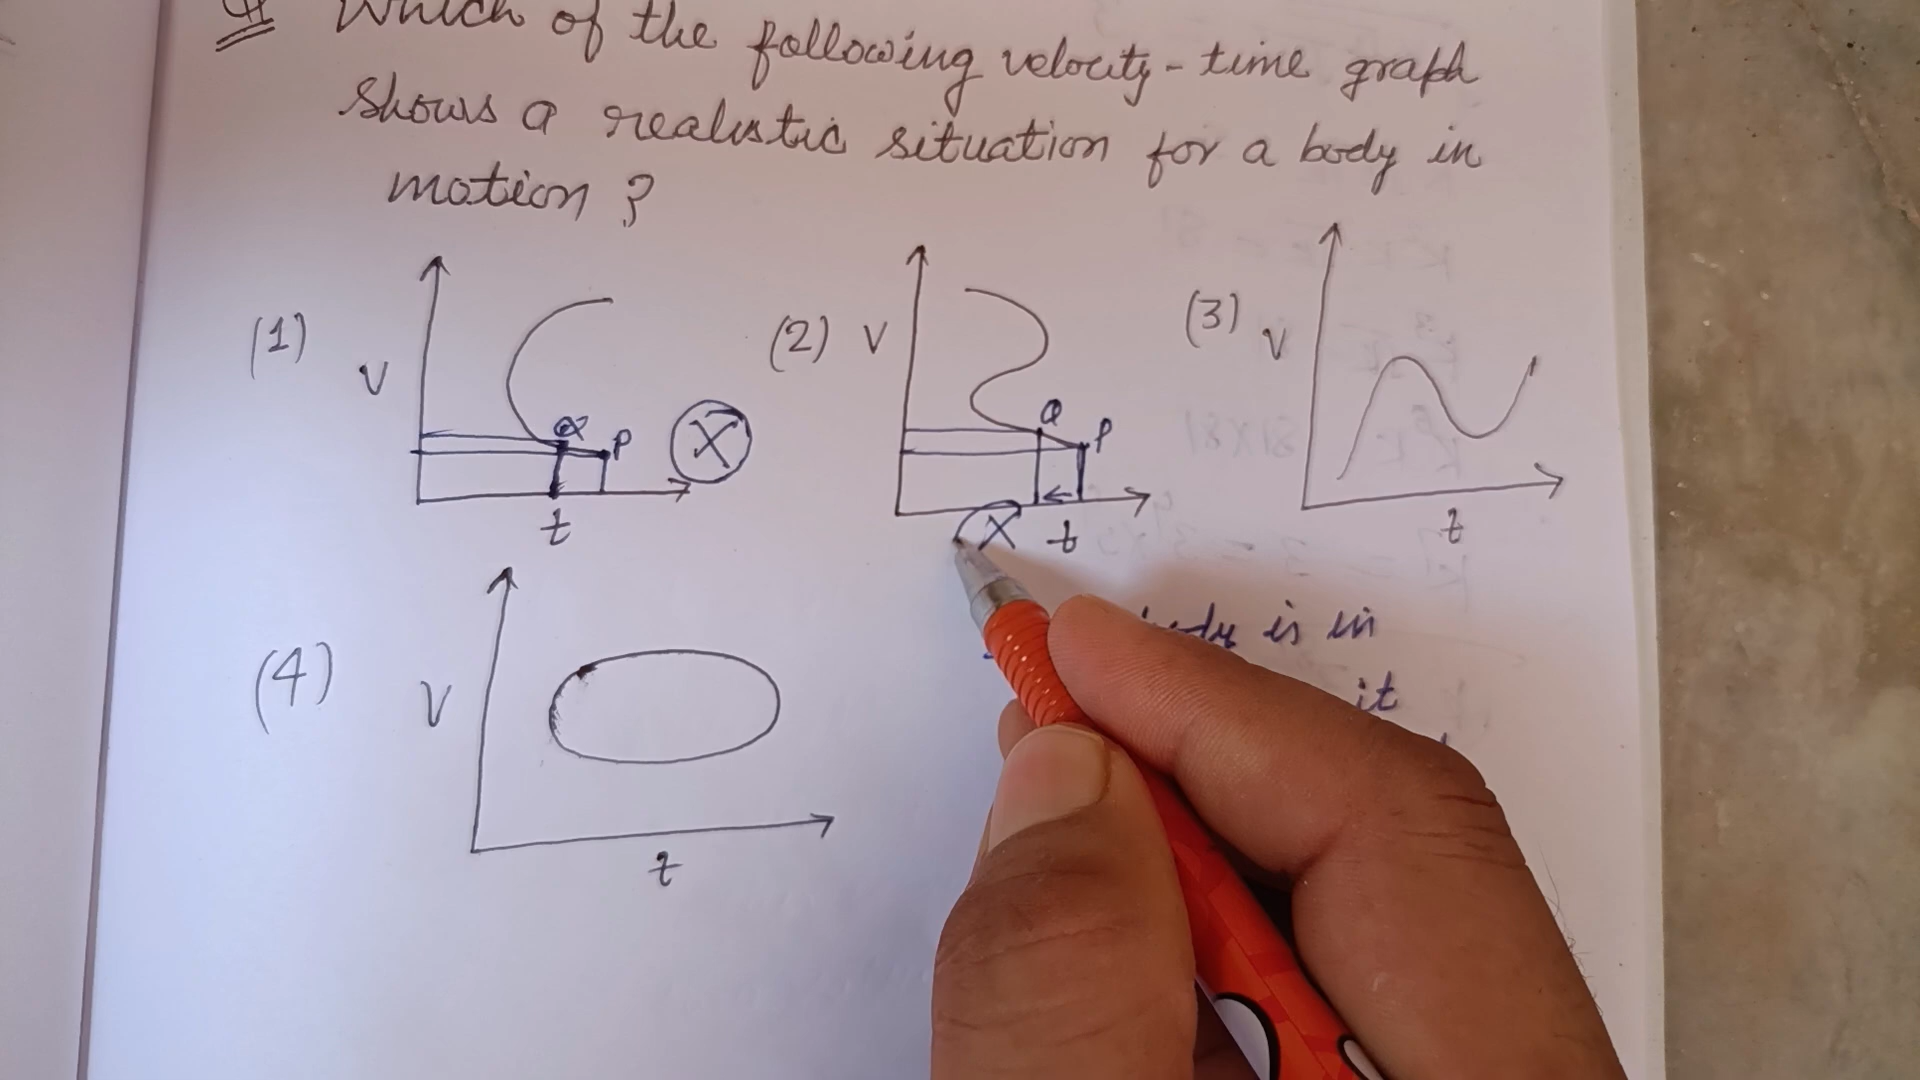 Q Which of the following velocity-time graph
shows a realistic situation for a body in
motion ?
(1) V t Q P X
(2) V t Q P X
(3) V t
(4) V t
body is in
it